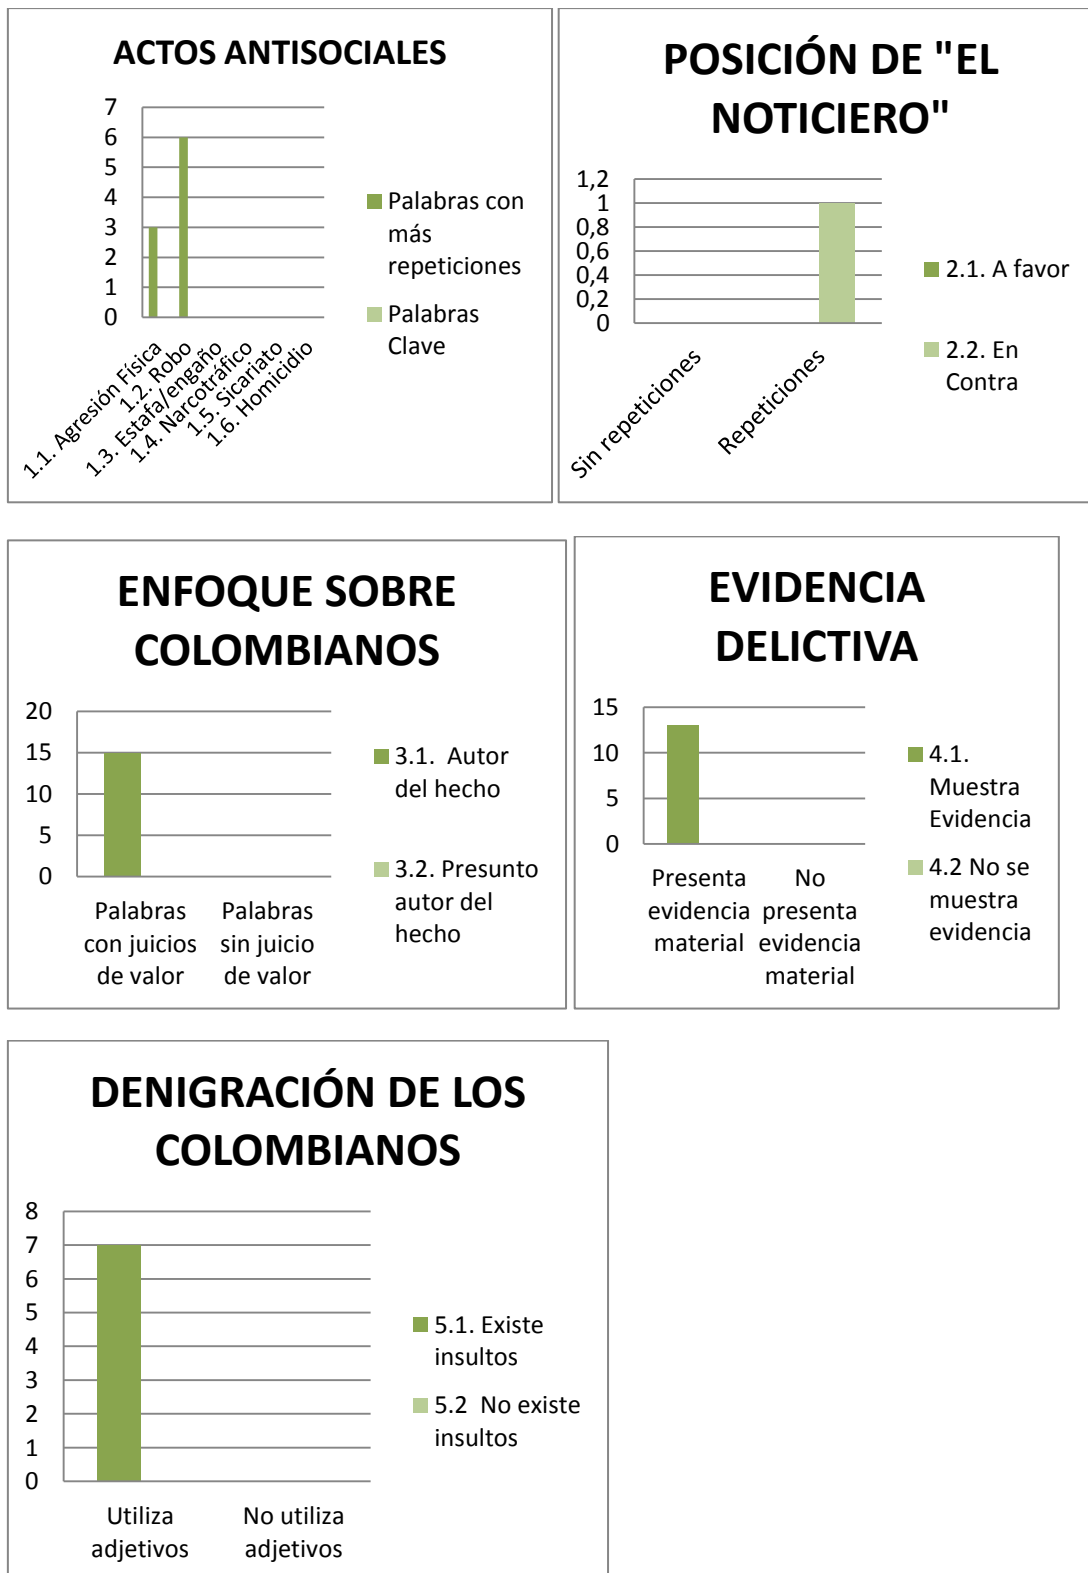 ACTOS ANTISOCIALES
7
6
5
4
3
2
1
0
1.1. Agresión Física
1.2. Robo
1.3. Estafa/engaño
1.4. Narcotráfico
1.5. Sicariato
1.6. Homicidio
Palabras con
más
repeticiones
Palabras
Clave
POSICIÓN DE "EL
NOTICIERO"
1,2
1
0,8
0,6
0,4
0,2
0
Sin repeticiones
Repeticiones
2.1. A favor
2.2. En
Contra
ENFOQUE SOBRE
COLOMBIANOS
20
15
10
5
0
Palabras
con juicios
de valor
Palabras
sin juicio
de valor
3.1. Autor
del hecho
3.2. Presunto
autor del
hecho
EVIDENCIA
DELICTIVA
15
10
5
0
Presenta
evidencia
material
No
presenta
evidencia
material
4.1.
Muestra
Evidencia
4.2 No se
muestra
evidencia
DENIGRACIÓN DE LOS
COLOMBIANOS
8
7
6
5
4
3
2
1
0
Utiliza
adjetivos
No utiliza
adjetivos
5.1. Existe
insultos
5.2 No existe
insultos